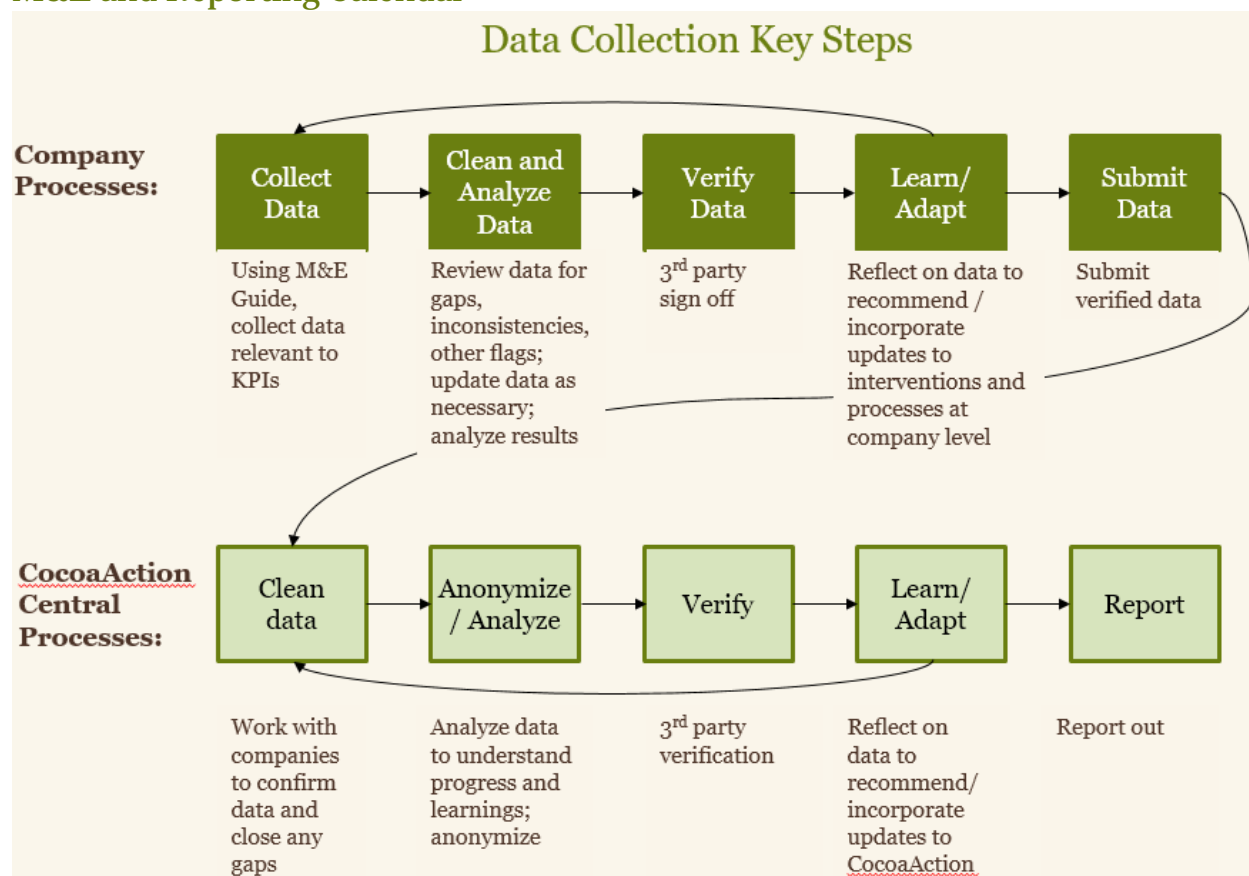 M&E and Reporting Calendar
Data Collection Key Steps
Company
Processes:
Collect
Data
Clean and
Analyze
Data
Verify
Data
Learn/
Adapt
Submit
Data
Using M&E
Guide,
collect data
relevant to
KPIs
Review data for
gaps,
inconsistencies,
other flags;
update data as
necessary;
analyze results
3rd party
sign off
Reflect on data to
recommend /
incorporate
updates to
interventions and
processes at
company level
Submit
verified data
CocoaAction
Central
Processes:
Clean
data
Anonymize
/ Analyze
Verify
Learn/
Adapt
Report
Work with
companies
to confirm
data and
close any
gaps
Analyze data
to understand
progress and
learnings;
anonymize
3rd party
verification
Reflect on
data to
recommend/
incorporate
updates to
CocoaAction
Report out